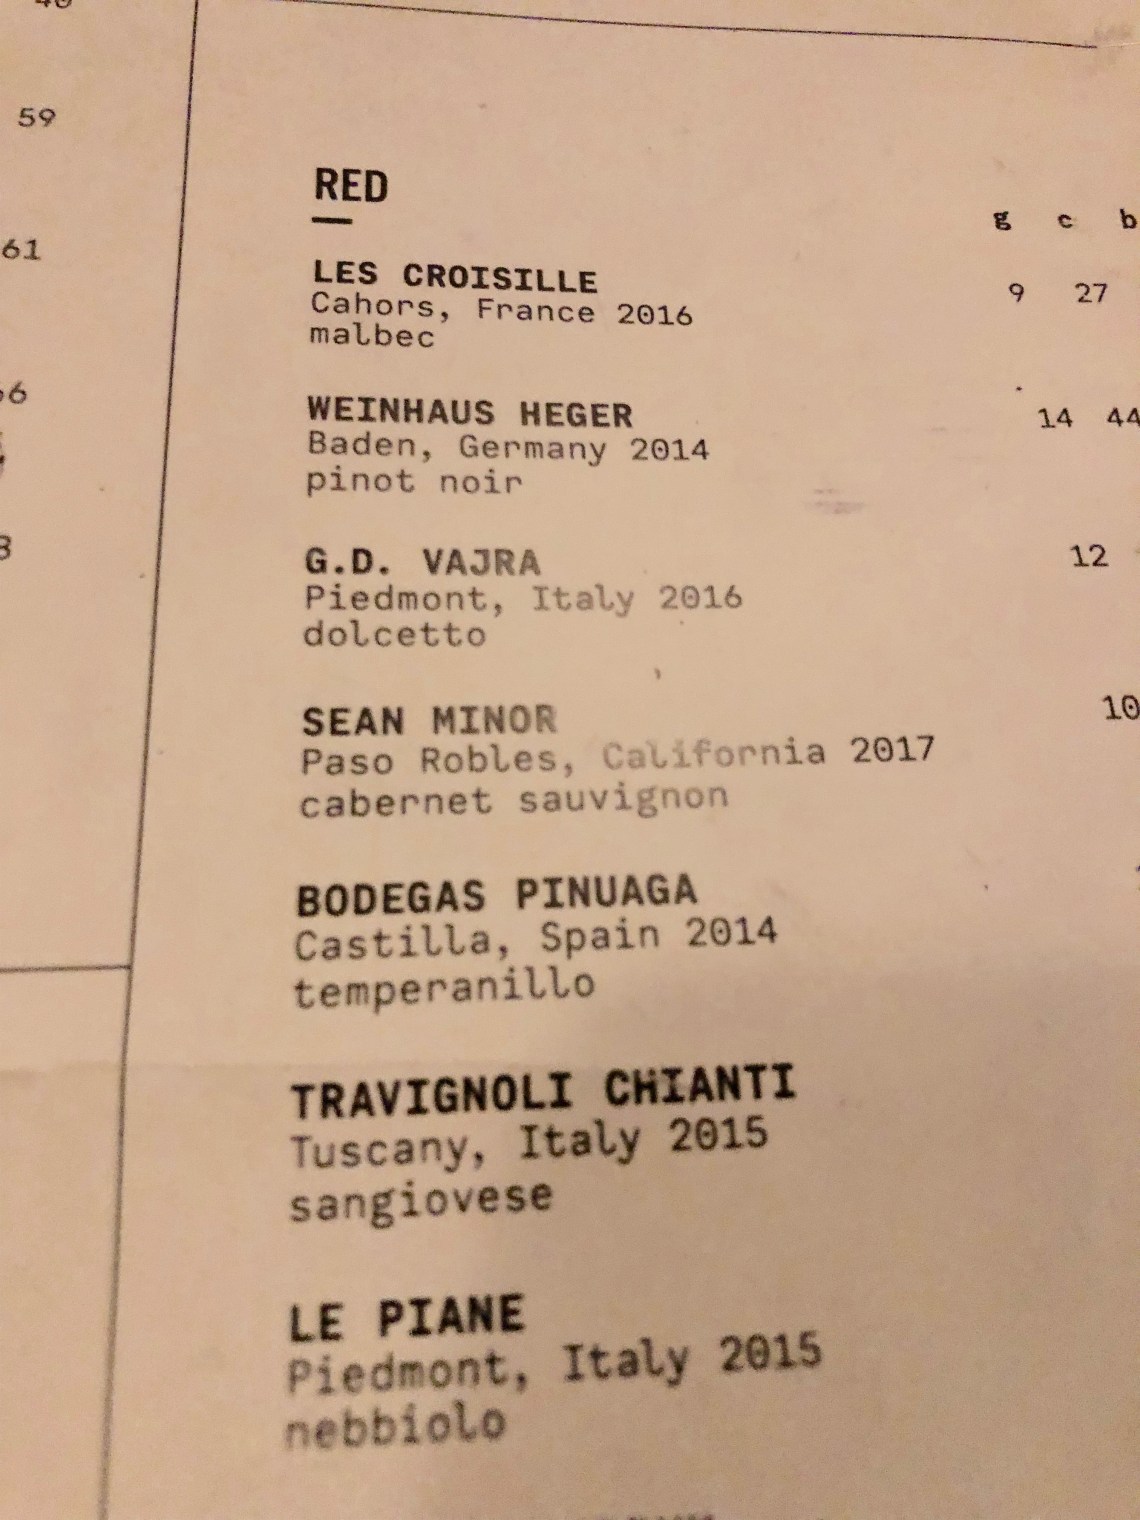 59
61
RED
g c b
LES CROISILLE 9 27
Cahors, France 2016
malbec
WEINHAUS HEGER 14 44
Baden, Germany 2014
pinot noir
G.D. VAJRA 12
Piedmont, Italy 2016
dolcetto
SEAN MINOR 10
Paso Robles, California 2017
cabernet sauvignon
BODEGAS PINUAGA
Castilla, Spain 2014
temperanillo
TRAVIGNOLI CHIANTI
Tuscany, Italy 2015
sangiovese
LE PIANE
Piedmont, Italy 2015
nebbiolo